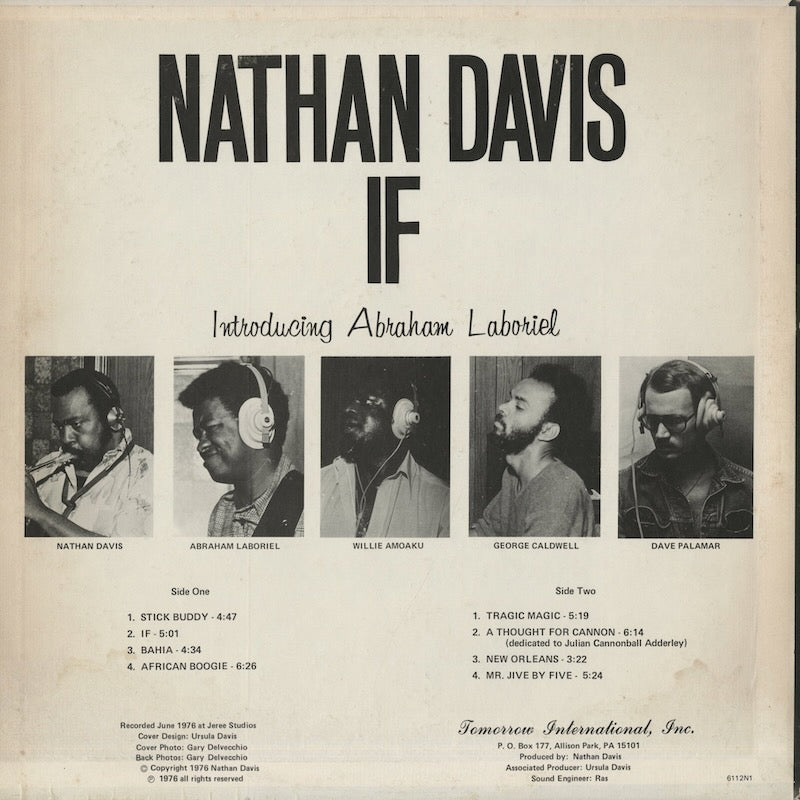 NATHAN DAVIS
IF
Introducing Abraham Laboriel
NATHAN DAVIS
ABRAHAM LABORIEL
WILLIE AMOAKU
GEORGE CALDWELL
DAVE PALAMAR
Side One
1. STICK BUDDY - 4:47
2. IF - 5:01
3. BAHIA - 4:34
4. AFRICAN BOOGIE - 6:26
Side Two
1. TRAGIC MAGIC - 5:19
2. A THOUGHT FOR CANNON - 6:14
(dedicated to Julian Cannonball Adderley)
3. NEW ORLEANS - 3:22
4. MR. JIVE BY FIVE - 5:24
Recorded June 1976 at Jeree Studios
Cover Design: Ursula Davis
Cover Photo: Gary Delvecchio
Back Photos: Gary Delvecchio
© Copyright 1976 Nathan Davis
℗ 1976 all rights reserved
Tomorrow International, Inc.
P. O. Box 177, Allison Park, PA 15101
Produced by: Nathan Davis
Associated Producer: Ursula Davis
Sound Engineer: Ras
6112N1